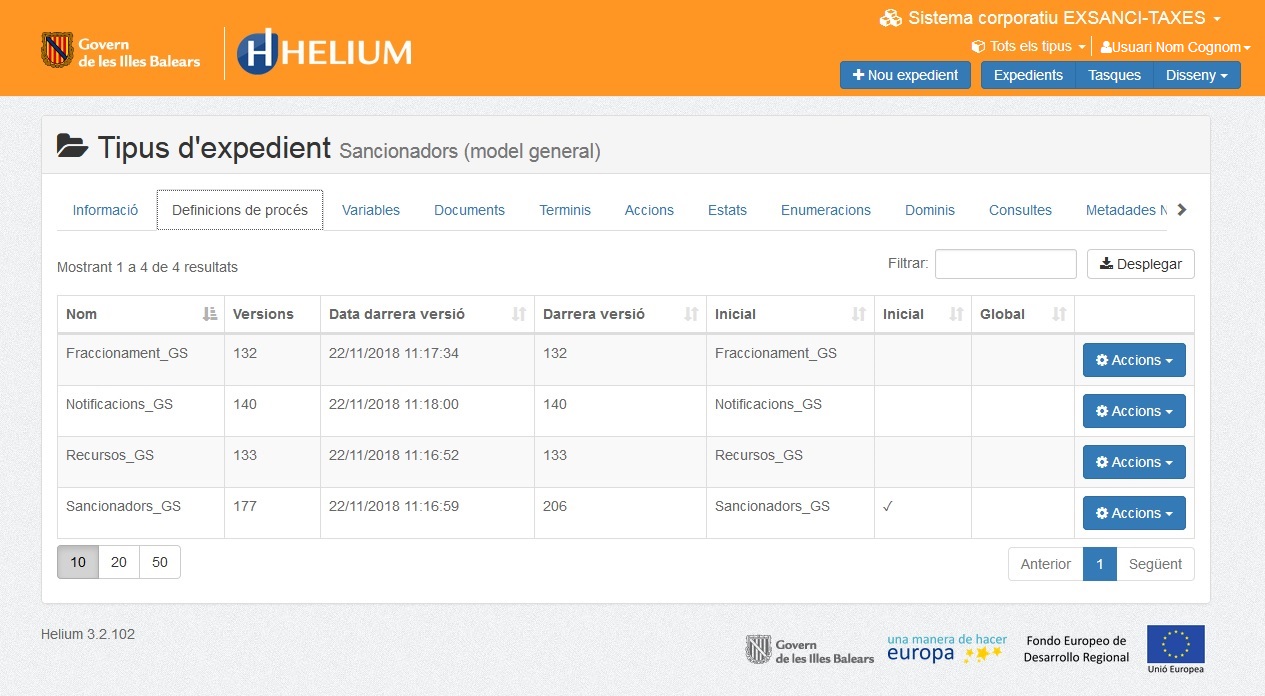 Govern
de les Illes Balears
HELIUM
Sistema corporatiu EXSANCI-TAXES
Tots els tipus
Usuari Nom Cognom
Nou expedient
Expedients Tasques Disseny
Tipus d'expedient Sancionadors (model general)
Informació Definicions de procés Variables Documents Terminis Accions Estats Enumeracions Dominis Consultes Metadades N
Mostrant 1 a 4 de 4 resultats
Filtrar: Desplegar
Nom Versions Data darrera versió Darrera versió Inicial Inicial Global
Fraccionament_GS 132 22/11/2018 11:17:34 132 Fraccionament_GS Accions
Notificacions_GS 140 22/11/2018 11:18:00 140 Notificacions_GS Accions
Recursos_GS 133 22/11/2018 11:16:52 133 Recursos_GS Accions
Sancionadors_GS 177 22/11/2018 11:16:59 206 Sancionadors_GS ✓ Accions
10 20 50
Anterior 1 Següent
Helium 3.2.102
Govern
de les Illes Balears
una manera de hacer
europa
Fondo Europeo de
Desarrollo Regional
Unió Europea